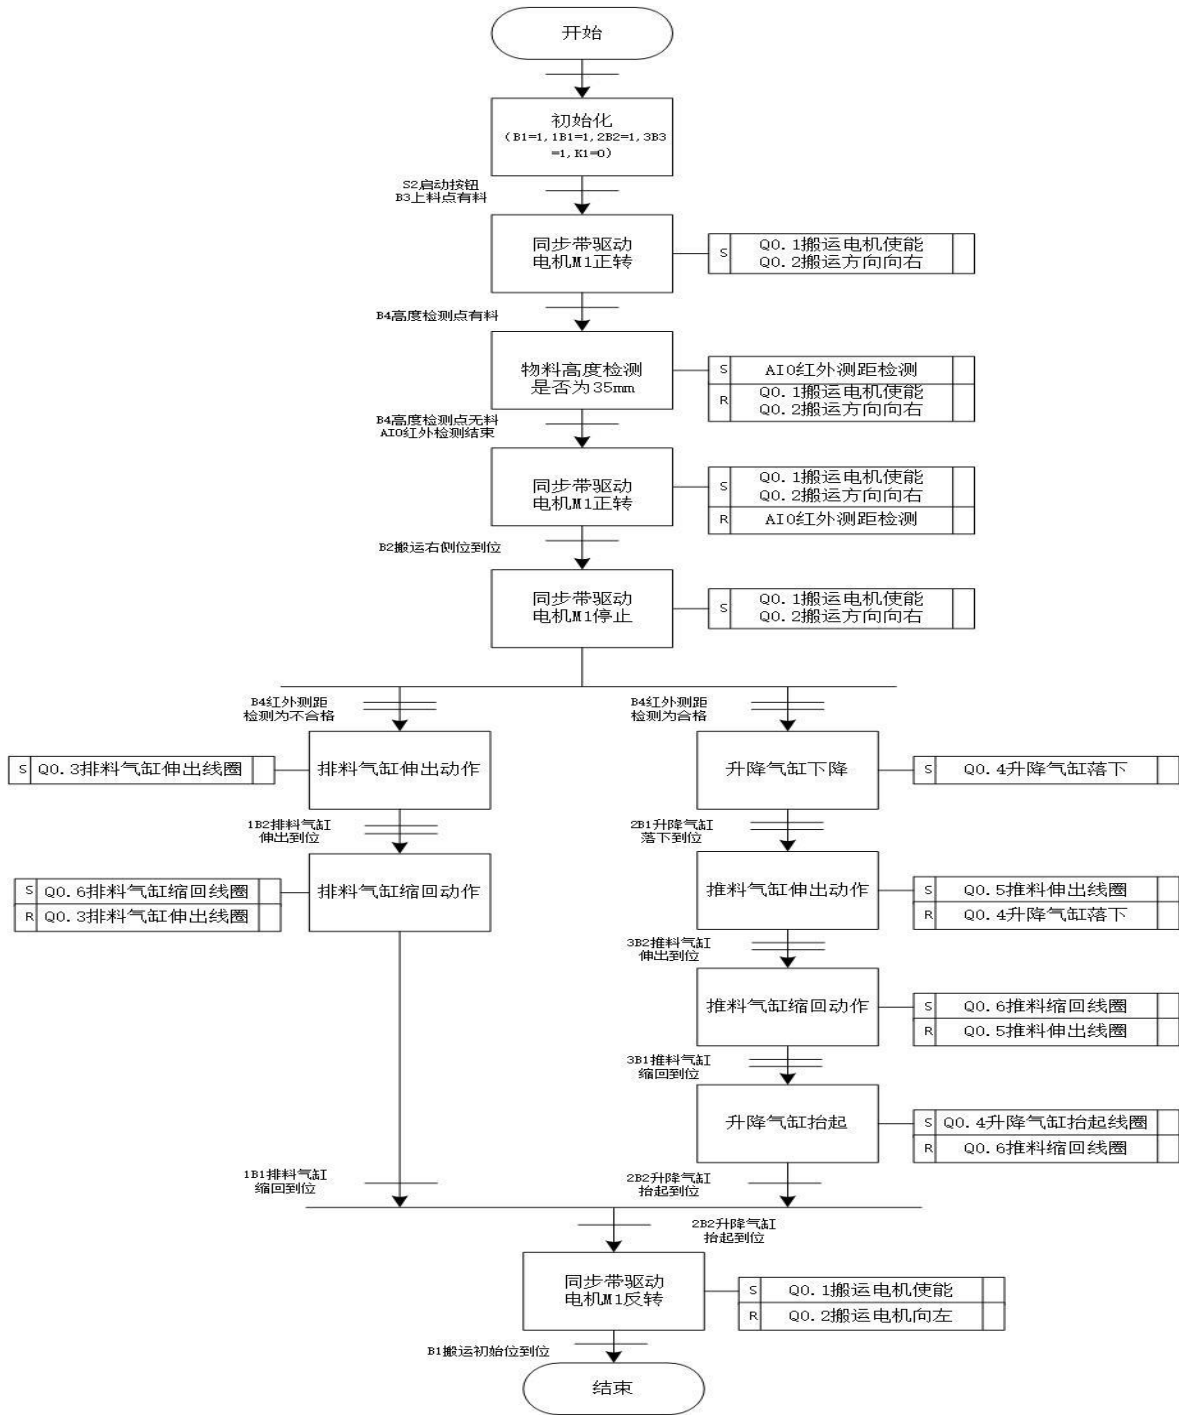 开始
初始化
(B1=1,1B1=1,2B2=1,3B3
=1,K1=0)
S2启动按钮
B3上料点有料
同步带驱动
电机M1正转
S
Q0.1搬运电机使能
Q0.2搬运方向向右
B4高度检测点有料
物料高度检测
是否为35mm
S
AI0红外测距检测
R
Q0.1搬运电机使能
Q0.2搬运方向向右
B4高度检测点无料
AI0红外检测结束
同步带驱动
电机M1正转
S
Q0.1搬运电机使能
Q0.2搬运方向向右
R
AI0红外测距检测
B2搬运右侧位到位
同步带驱动
电机M1停止
S
Q0.1搬运电机使能
Q0.2搬运方向向右
B4红外测距
检测为不合格
B4红外测距
检测为合格
S
Q0.3排料气缸伸出线圈
排料气缸伸出动作
升降气缸下降
S
Q0.4升降气缸落下
1B2排料气缸
伸出到位
2B1升降气缸
落下到位
S
Q0.6排料气缸缩回线圈
R
Q0.3排料气缸伸出线圈
排料气缸缩回动作
推料气缸伸出动作
S
Q0.5推料伸出线圈
R
Q0.4升降气缸落下
3B2推料气缸
伸出到位
推料气缸缩回动作
S
Q0.6推料缩回线圈
R
Q0.5推料伸出线圈
3B1推料气缸
缩回到位
升降气缸抬起
S
Q0.4升降气缸抬起线圈
R
Q0.6推料缩回线圈
1B1排料气缸
缩回到位
2B2升降气缸
抬起到位
2B2升降气缸
抬起到位
同步带驱动
电机M1反转
S
Q0.1搬运电机使能
R
Q0.2搬运电机向左
B1搬运初始位到位
结束